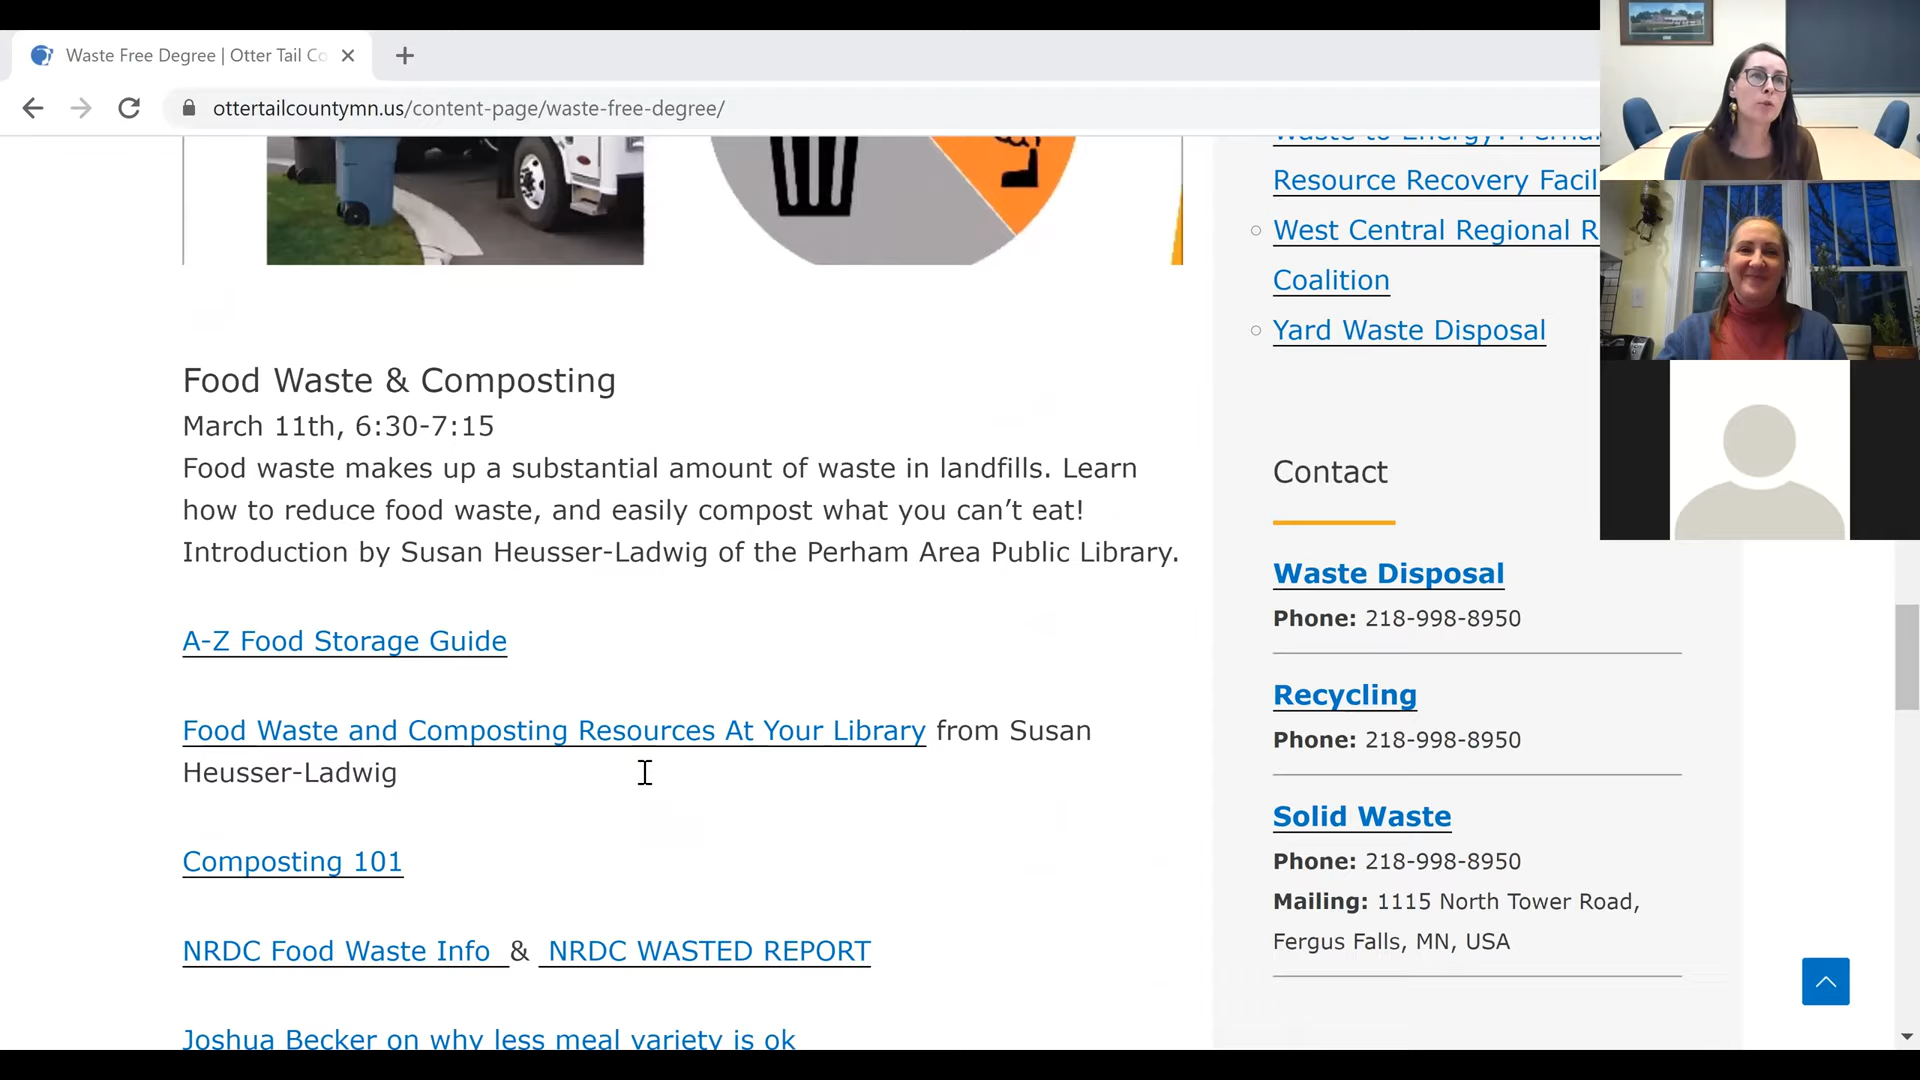 Waste Free Degree | Otter Tail Co
ottertailcountymn.us/content-page/waste-free-degree/
Food Waste & Composting
March 11th, 6:30-7:15
Food waste makes up a substantial amount of waste in landfills. Learn
how to reduce food waste, and easily compost what you can’t eat!
Introduction by Susan Heusser-Ladwig of the Perham Area Public Library.
A-Z Food Storage Guide
Food Waste and Composting Resources At Your Library from Susan
Heusser-Ladwig
Composting 101
NRDC Food Waste Info & NRDC WASTED REPORT
Joshua Becker on why less meal variety is ok
Waste to Energy:
Resource Recovery Facil
West Central Regional R
Coalition
Yard Waste Disposal
Contact
Waste Disposal
Phone: 218-998-8950
Recycling
Phone: 218-998-8950
Solid Waste
Phone: 218-998-8950
Mailing: 1115 North Tower Road,
Fergus Falls, MN, USA